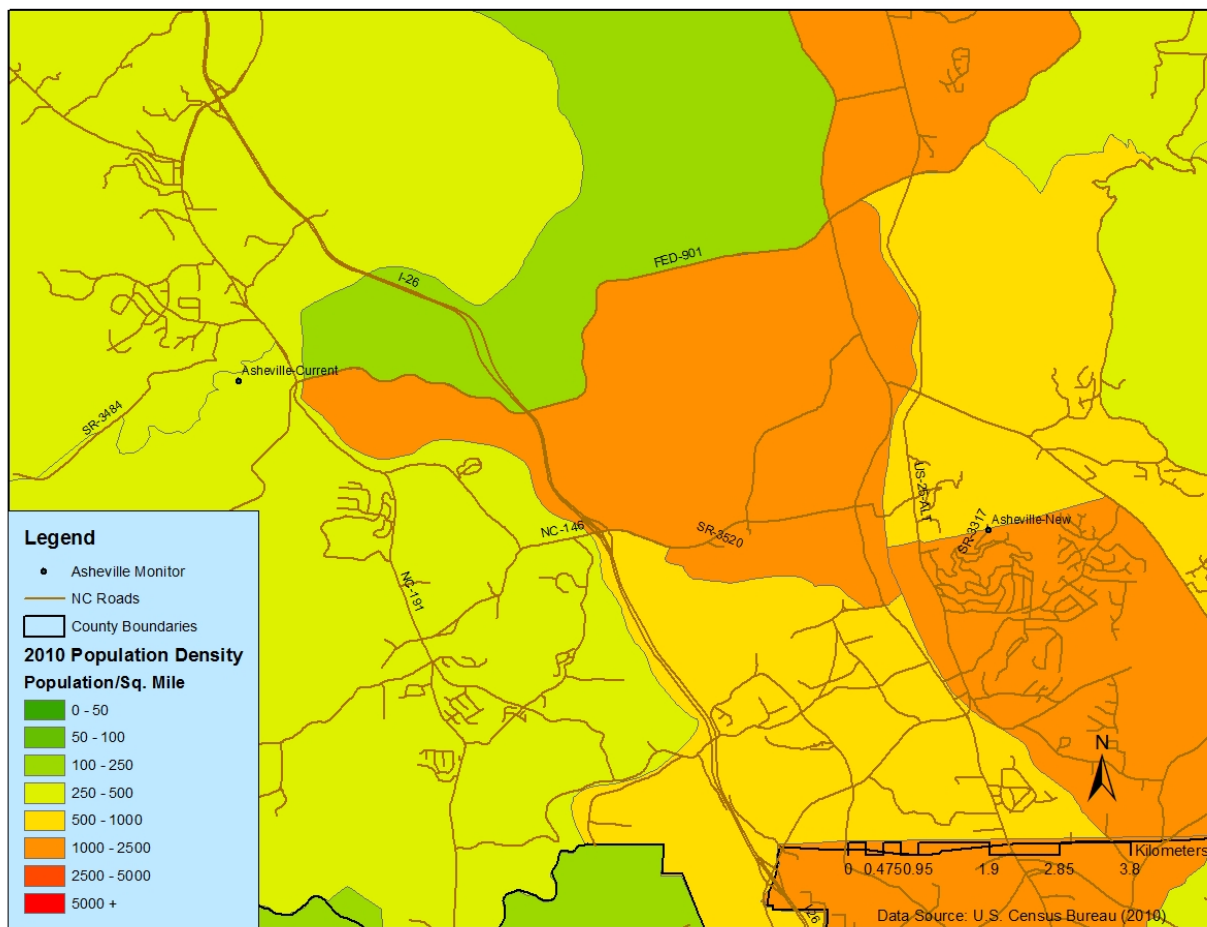 I-26
FED-901
Asheville-Current
SR-3484
US-25-ALT
Asheville-New
SR-3317
NC-146
SR-3520
NC-191
Legend
Asheville Monitor
NC Roads
County Boundaries
2010 Population Density
Population/Sq. Mile
0 - 50
50 - 100
100 - 250
250 - 500
500 - 1000
1000 - 2500
2500 - 5000
5000 +
N
Kilometers
0 0.475 0.95 1.9 2.85 3.8
I-26
Data Source: U.S. Census Bureau (2010)